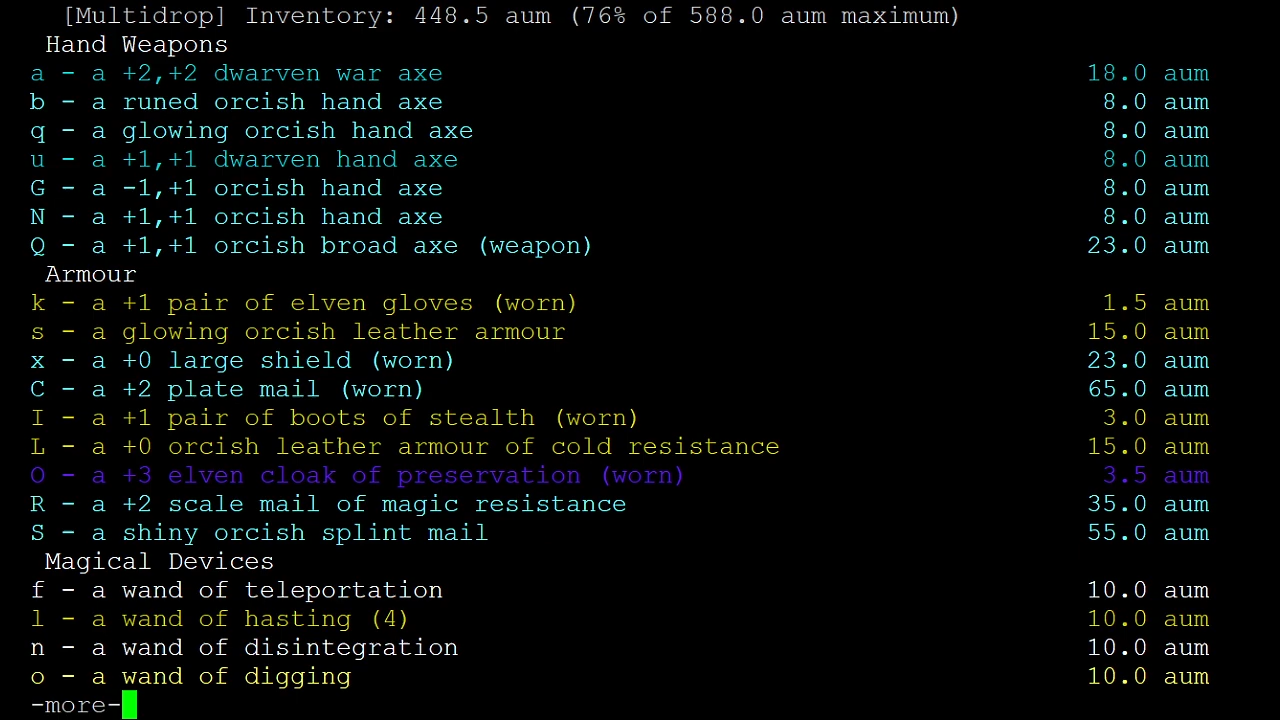 [Multidrop] Inventory: 448.5 aum (76% of 588.0 aum maximum)
Hand Weapons
a - a +2,+2 dwarven war axe 18.0 aum
b - a runed orcish hand axe 8.0 aum
q - a glowing orcish hand axe 8.0 aum
u - a +1,+1 dwarven hand axe 8.0 aum
G - a -1,+1 orcish hand axe 8.0 aum
N - a +1,+1 orcish hand axe 8.0 aum
Q - a +1,+1 orcish broad axe (weapon) 23.0 aum
Armour
k - a +1 pair of elven gloves (worn) 1.5 aum
s - a glowing orcish leather armour 15.0 aum
x - a +0 large shield (worn) 23.0 aum
C - a +2 plate mail (worn) 65.0 aum
I - a +1 pair of boots of stealth (worn) 3.0 aum
L - a +0 orcish leather armour of cold resistance 15.0 aum
O - a +3 elven cloak of preservation (worn) 3.5 aum
R - a +2 scale mail of magic resistance 35.0 aum
S - a shiny orcish splint mail 55.0 aum
Magical Devices
f - a wand of teleportation 10.0 aum
l - a wand of hasting (4) 10.0 aum
n - a wand of disintegration 10.0 aum
o - a wand of digging 10.0 aum
-more-